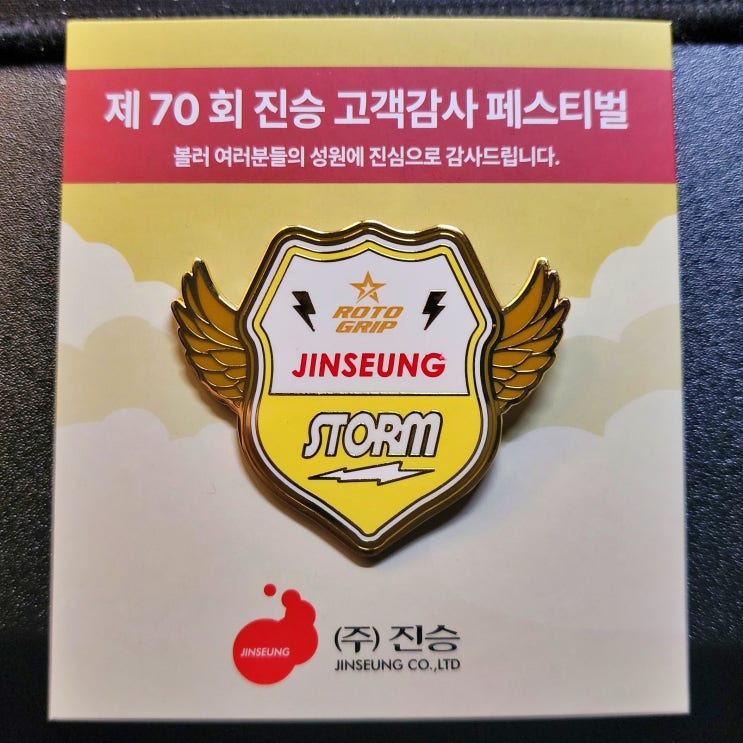 제 70 회 진승 고객감사 페스티벌
볼러 여러분들의 성원에 진심으로 감사드립니다.
ROTO
GRIP
JINSEUNG
STORM
JINSEUNG
(주) 진승
JINSEUNG CO.,LTD